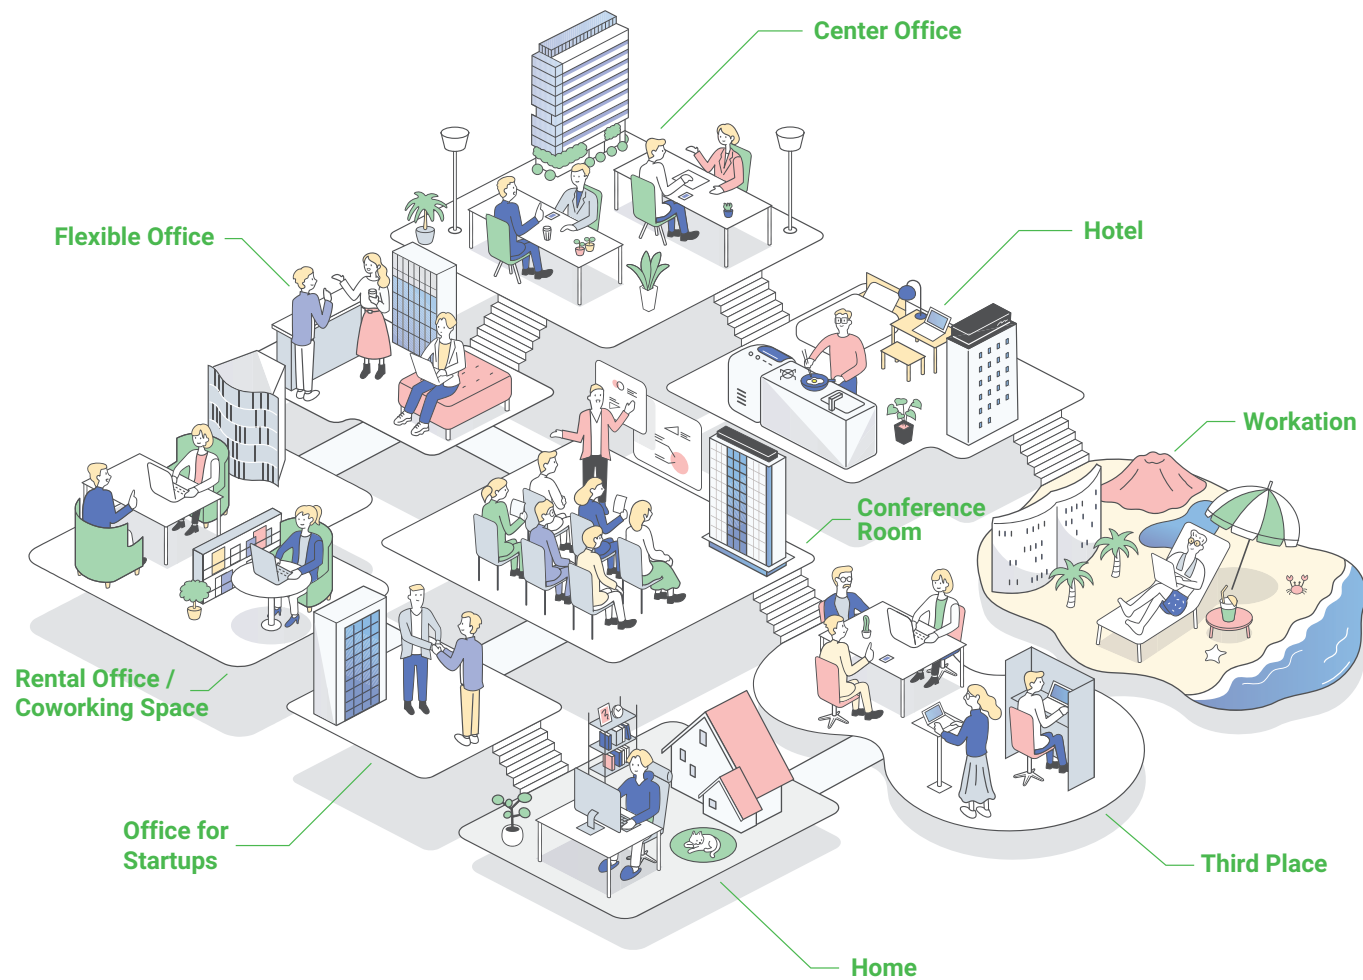 Center Office
Flexible Office
Hotel
Workation
Conference
Room
Rental Office /
Coworking Space
Office for
Startups
Third Place
Home